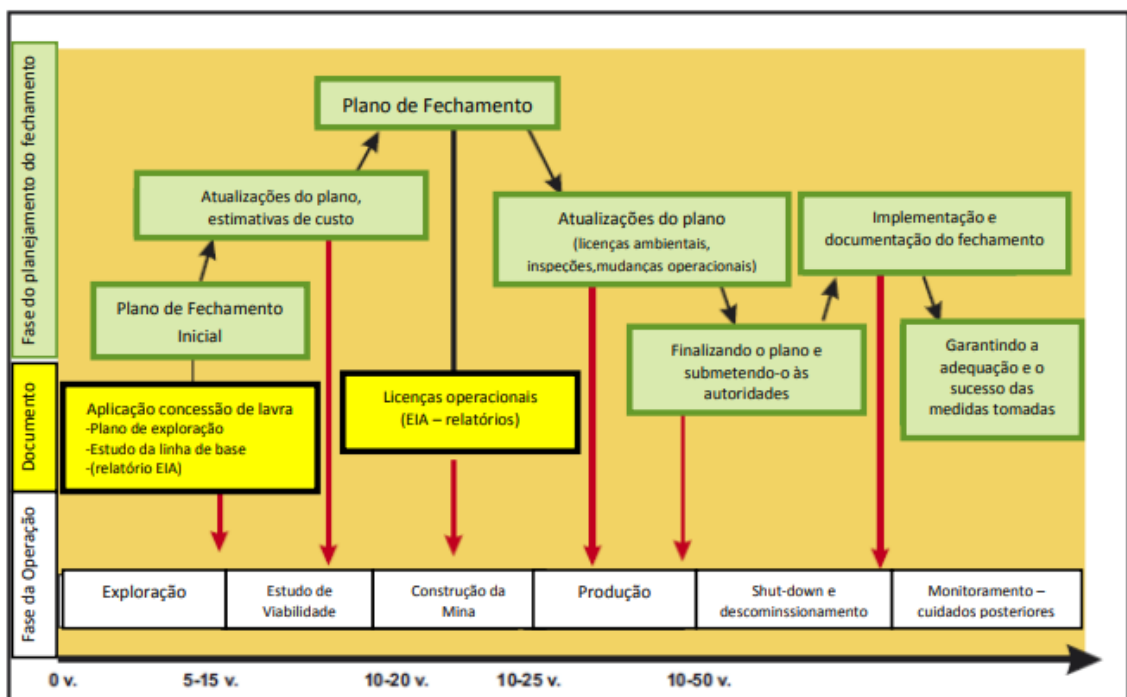 Fase do planejamento do fechamento
Plano de Fechamento
Atualizações do plano,
estimativas de custo
Atualizações do plano
(licenças ambientais,
inspeções,mudanças operacionais)
Implementação e
documentação do fechamento
Plano de Fechamento
Inicial
Finalizando o plano e
submetendo-o às
autoridades
Garantindo a
adequação e o
sucesso das
medidas tomadas
Documento
Aplicação concessão de lavra
-Plano de exploração
-Estudo da linha de base
-(relatório EIA)
Licenças operacionais
(EIA – relatórios)
Fase da Operação
Exploração
Estudo de
Viabilidade
Construção da
Mina
Produção
Shut-down e
descominssionamento
Monitoramento –
cuidados posteriores
0 v.
5-15 v.
10-20 v.
10-25 v.
10-50 v.